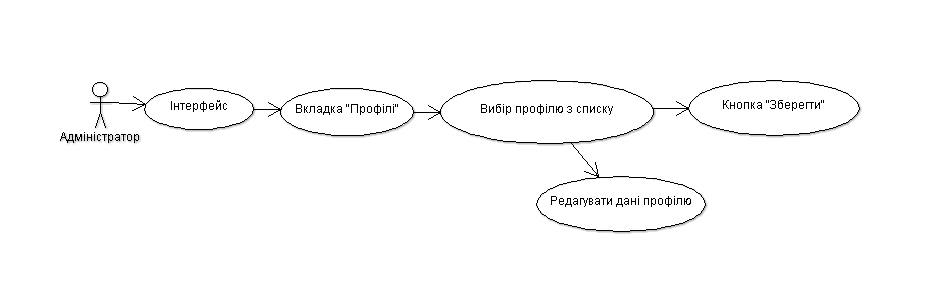 Адміністратор
Інтерфейс
Вкладка "Профілі"
Вибір профілю з списку
Кнопка "Зберегти"
Редагувати дані профілю